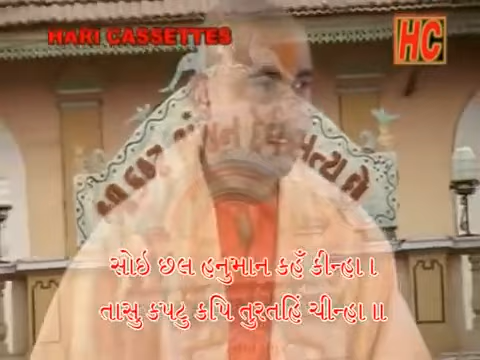 HARI CASSETTES
HC
સોઇ છલ હનુમાન કહઁ કીન્હા ।
તાસુ કપટુ કપિ તુરતહિં ચીન્હા ॥